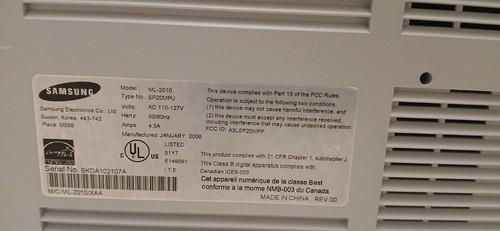 SAMSUNG
Samsung Electronics Co., Ltd
Suwon, Korea, 443-742
Place: M098
Model: ML-2010
Type No.: SP20MPU
Volts: AC 110-127V
Hertz: 50/60Hz
Amps: 4.5A
Manufactured: JANUARY 2006
C UL US
LISTED
51Y7
E149091
I.T.E.
Serial No. BKDA102107A
M/C:ML-2010/XAA
This device complies with Part 15 of the FCC Rules.
Operation is subject to the following two conditions:
(1) this device may not cause harmful interference, and
(2) this device must accept any interference received,
including interference that may cause undesired operation.
FCC ID: A3LSP20MPP
This product complies with 21 CFR Chapter 1, subchapter J.
This Class B digital apparatus complies with
Canadian ICES-003
Cet appareil numérique de la classe Best
conforme à la norme NMB-003 du Canada.
MADE IN CHINA REV.00